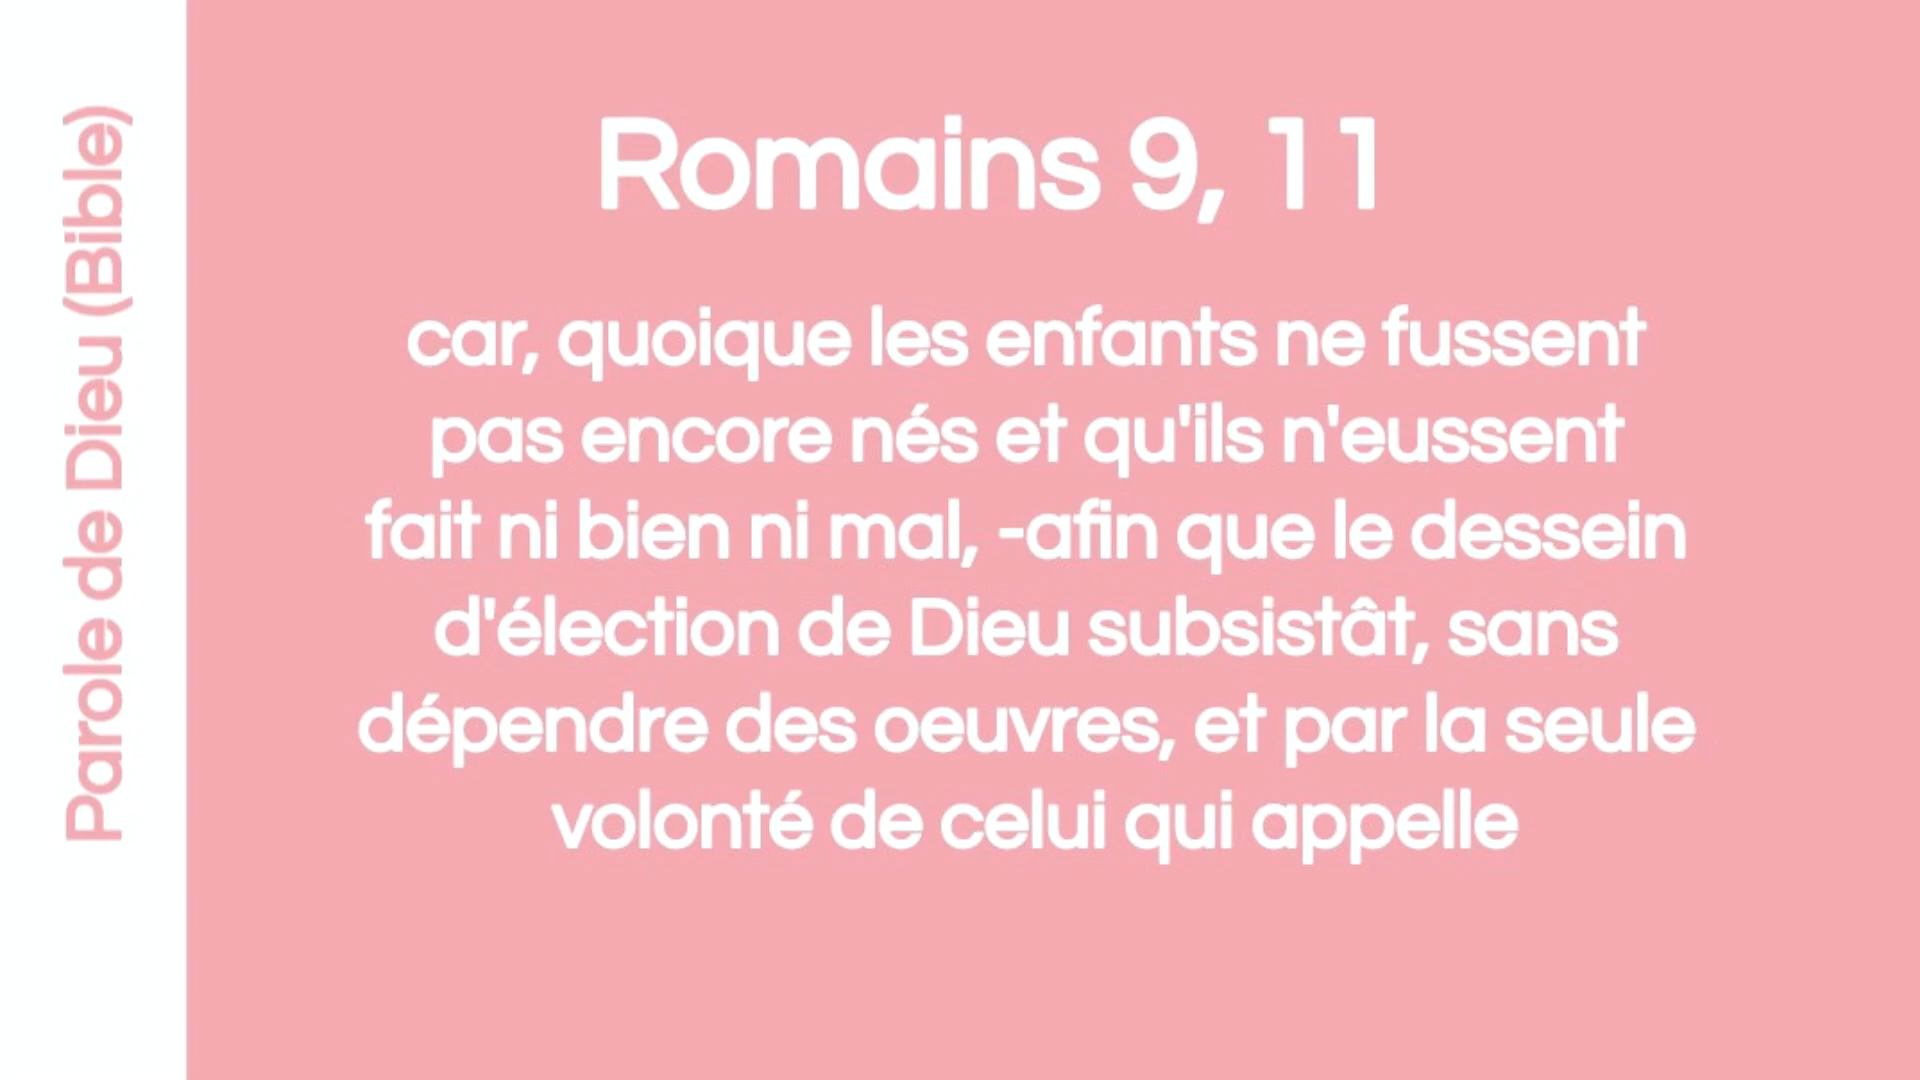 Parole de Dieu (Bible)
Romains 9, 11
car, quoique les enfants ne fussent
pas encore nés et qu'ils n'eussent
fait ni bien ni mal, -afin que le dessein
d'élection de Dieu subsistât, sans
dépendre des oeuvres, et par la seule
volonté de celui qui appelle